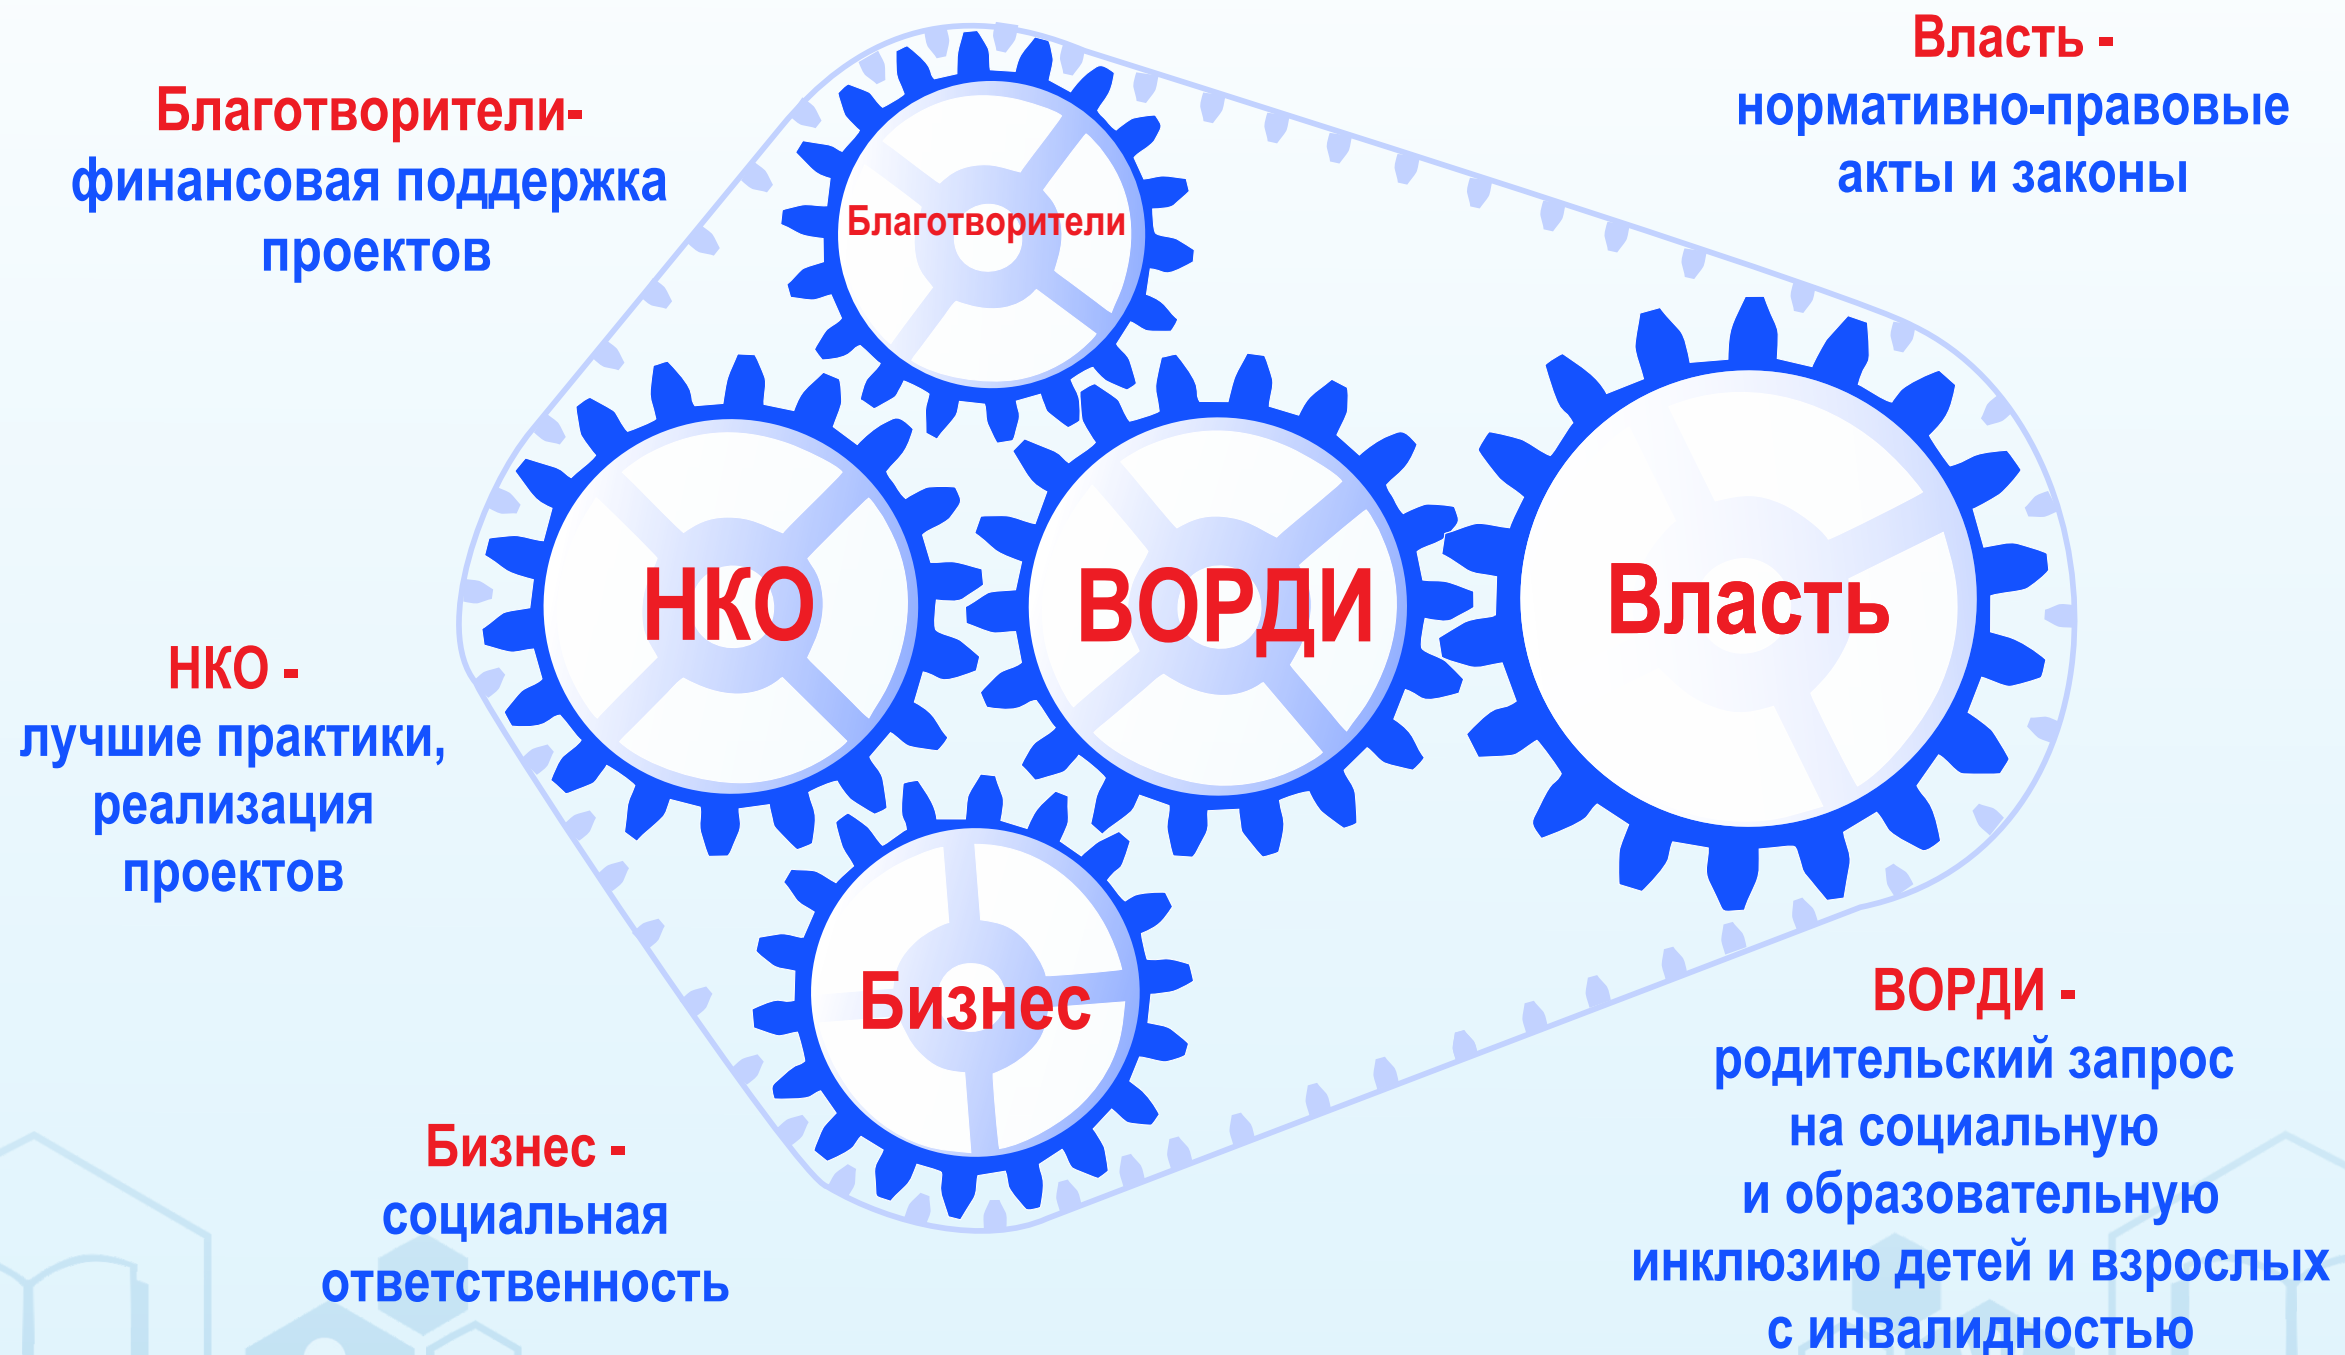 Благотворители-
финансовая поддержка
проектов
Власть -
нормативно-правовые
акты и законы
Благотворители
НКО
ВОРДИ
Власть
НКО -
лучшие практики,
реализация
проектов
Бизнес
Бизнес -
социальная
ответственность
ВОРДИ -
родительский запрос
на социальную
и образовательную
инклюзию детей и взрослых
с инвалидностью